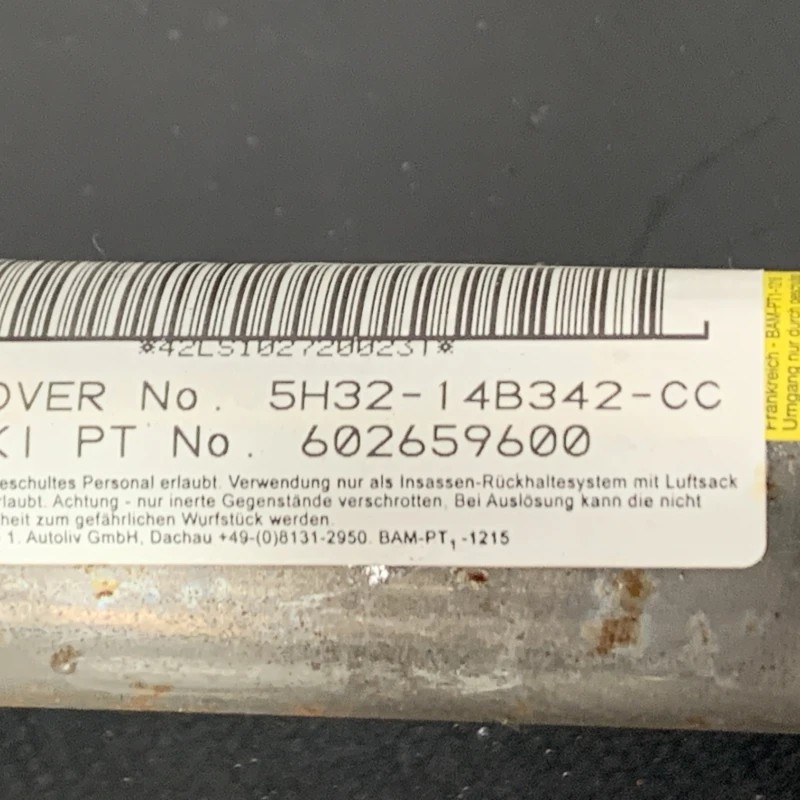 *42LS102720023T*
OVER No. 5H32-14B342-CC
KI PT No. 602659600
eschultes Personal erlaubt. Verwendung nur als Insassen-Rückhaltesystem mit Luftsack
rlaubt. Achtung - nur inerte Gegenstände verschrotten. Bei Auslösung kann die nicht
heit zum gefährlichen Wurfstück werden.
1. Autoliv GmbH, Dachau +49-(0)8131-2950. BAM-PT₁-1215
Frankreich - BAM-PT1-
Umgang nur durch